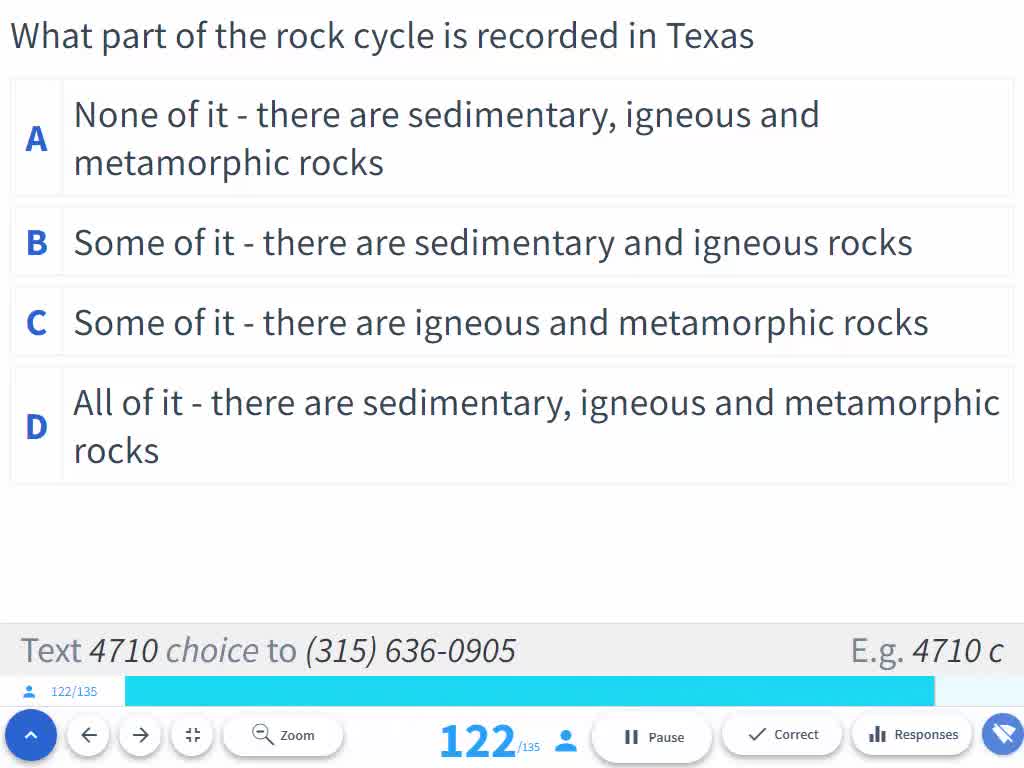 What part of the rock cycle is recorded in Texas
A
None of it - there are sedimentary, igneous and
metamorphic rocks
B
Some of it - there are sedimentary and igneous rocks
C
Some of it - there are igneous and metamorphic rocks
D
All of it - there are sedimentary, igneous and metamorphic
rocks
Text 4710 choice to (315) 636-0905
E.g. 4710 c
122/135
Zoom
122/135
Pause
Correct
Responses